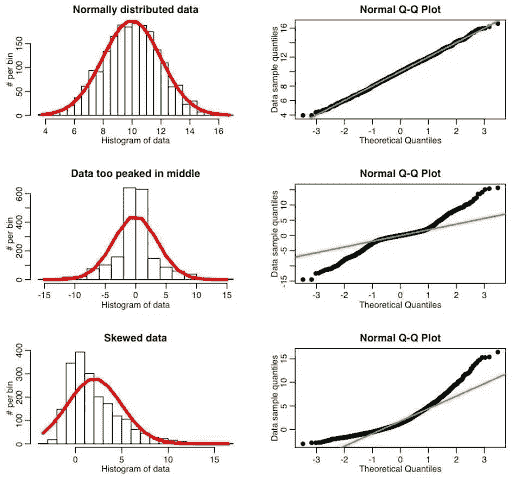 Normally distributed data
# per bin
0 50 100 150
4 6 8 10 12 14 16
Histogram of data
Normal Q-Q Plot
Data sample quantiles
4 8 12 16
-3 -2 -1 0 1 2 3
Theoretical Quantiles
Data too peaked in middle
# per bin
0 200 400 600
-15 -10 -5 0 5 10 15
Histogram of data
Normal Q-Q Plot
Data sample quantiles
-15 -5 0 5 10 15
-3 -2 -1 0 1 2 3
Theoretical Quantiles
Skewed data
# per bin
0 100 200 300 400
0 5 10 15
Histogram of data
Normal Q-Q Plot
Data sample quantiles
0 5 10 15
-3 -2 -1 0 1 2 3
Theoretical Quantiles